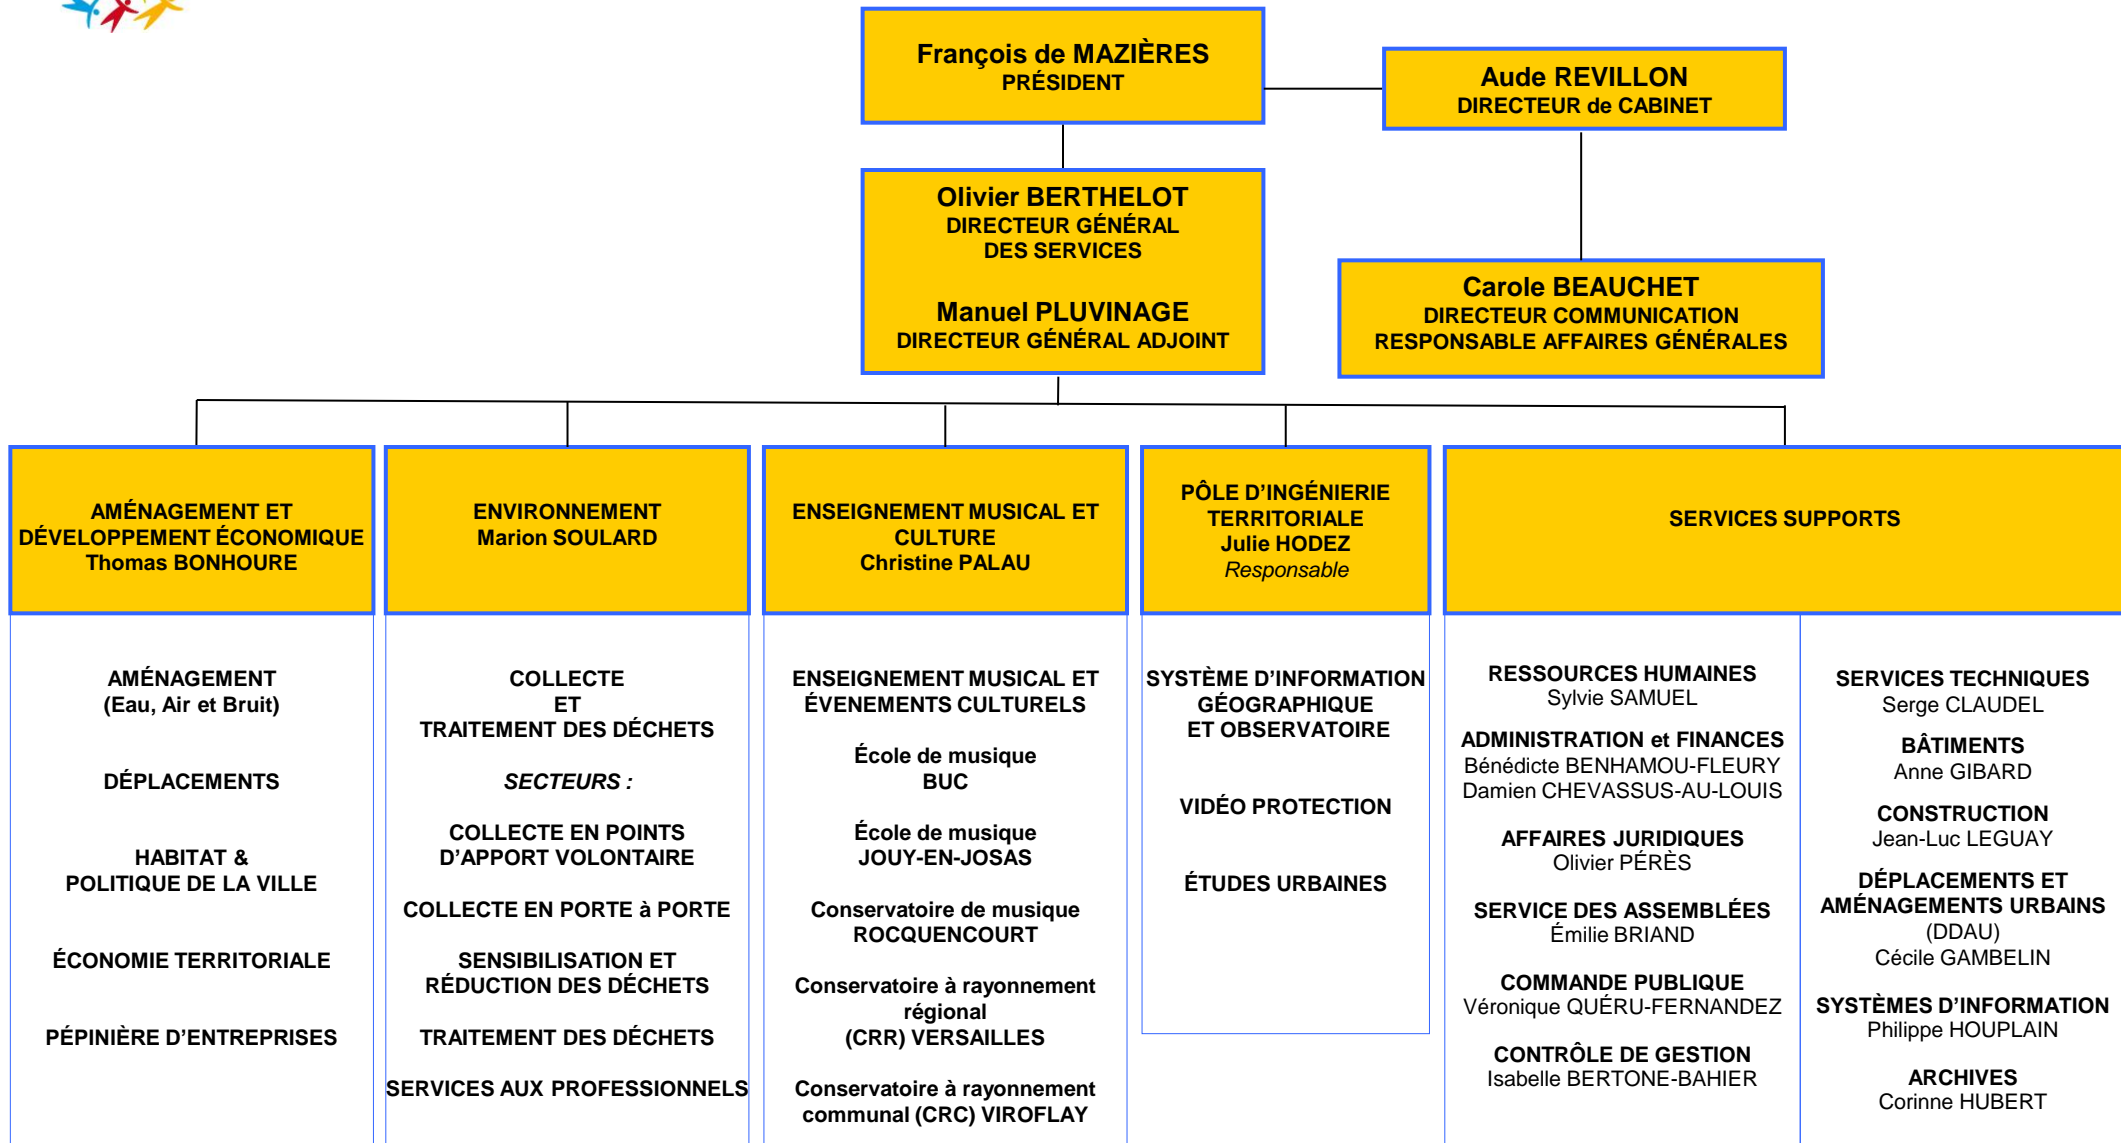 François de MAZIÈRES
PRÉSIDENT
Aude REVILLON
DIRECTEUR de CABINET
Olivier BERTHELOT
DIRECTEUR GÉNÉRAL
DES SERVICES
Manuel PLUVINAGE
DIRECTEUR GÉNÉRAL ADJOINT
Carole BEAUCHET
DIRECTEUR COMMUNICATION
RESPONSABLE AFFAIRES GÉNÉRALES
AMÉNAGEMENT ET
DÉVELOPPEMENT ÉCONOMIQUE
Thomas BONHOURE
AMÉNAGEMENT
(Eau, Air et Bruit)
DÉPLACEMENTS
HABITAT &
POLITIQUE DE LA VILLE
ÉCONOMIE TERRITORIALE
PÉPINIÈRE D'ENTREPRISES
ENVIRONNEMENT
Marion SOULARD
COLLECTE
ET
TRAITEMENT DES DÉCHETS
SECTEURS :
COLLECTE EN POINTS
D'APPORT VOLONTAIRE
COLLECTE EN PORTE à PORTE
SENSIBILISATION ET
RÉDUCTION DES DÉCHETS
TRAITEMENT DES DÉCHETS
SERVICES AUX PROFESSIONNELS
ENSEIGNEMENT MUSICAL ET
CULTURE
Christine PALAU
ENSEIGNEMENT MUSICAL ET
ÉVENEMENTS CULTURELS
École de musique
BUC
École de musique
JOUY-EN-JOSAS
Conservatoire de musique
ROCQUENCOURT
Conservatoire à rayonnement
régional
(CRR) VERSAILLES
Conservatoire à rayonnement
communal (CRC) VIROFLAY
PÔLE D'INGÉNIERIE
TERRITORIALE
Julie HODEZ
Responsable
SYSTÈME D'INFORMATION
GÉOGRAPHIQUE
ET OBSERVATOIRE
VIDÉO PROTECTION
ÉTUDES URBAINES
SERVICES SUPPORTS
RESSOURCES HUMAINES
Sylvie SAMUEL
ADMINISTRATION et FINANCES
Bénédicte BENHAMOU-FLEURY
Damien CHEVASSUS-AU-LOUIS
AFFAIRES JURIDIQUES
Olivier PÉRÈS
SERVICE DES ASSEMBLÉES
Émilie BRIAND
COMMANDE PUBLIQUE
Véronique QUÉRU-FERNANDEZ
CONTRÔLE DE GESTION
Isabelle BERTONE-BAHIER
SERVICES TECHNIQUES
Serge CLAUDEL
BÂTIMENTS
Anne GIBARD
CONSTRUCTION
Jean-Luc LEGUAY
DÉPLACEMENTS ET
AMÉNAGEMENTS URBAINS
(DDAU)
Cécile GAMBELIN
SYSTÈMES D'INFORMATION
Philippe HOUPLAIN
ARCHIVES
Corinne HUBERT